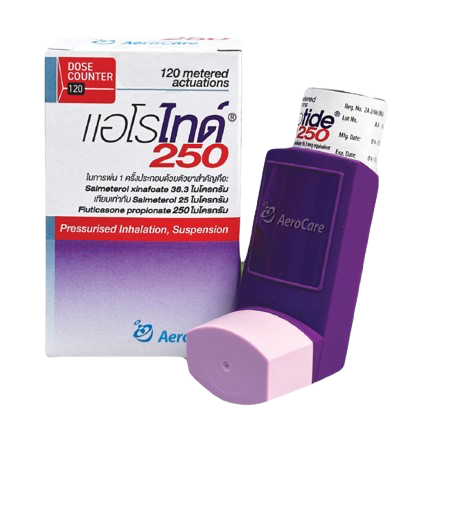 DOSE
COUNTER
120
120 metered
actuations
แอโรไทด์®
250
ในการพ่น 1 ครั้งประกอบด้วยตัวยาสำคัญคือ:
Salmeterol xinafoate 36.3 ไมโครกรัม
เทียบเท่ากับ Salmeterol 25 ไมโครกรัม
Fluticasone propionate 250 ไมโครกรัม
Pressurised Inhalation, Suspension
Aero
metered
tide®
250
Reg. No.
Lot No.
Mfg. Date:
Exp. Date:
AeroCare